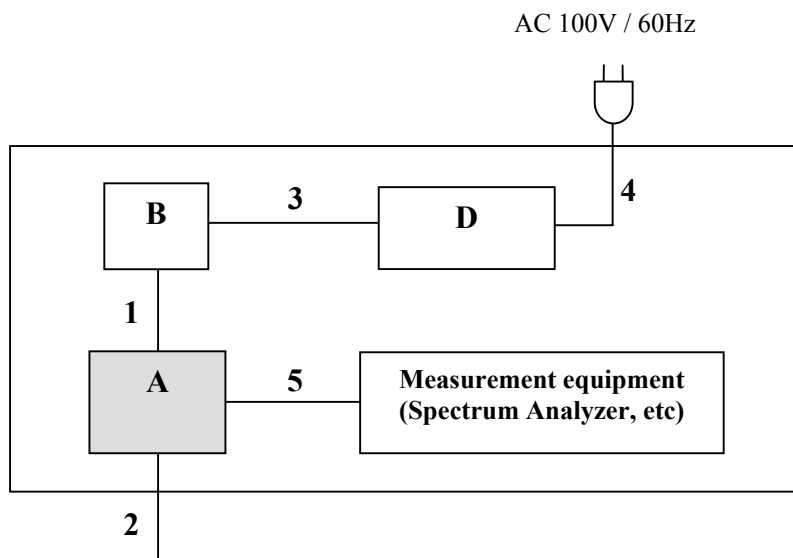 AC 100V / 60Hz
B
3
D
4
1
A
5
Measurement equipment
(Spectrum Analyzer, etc)
2